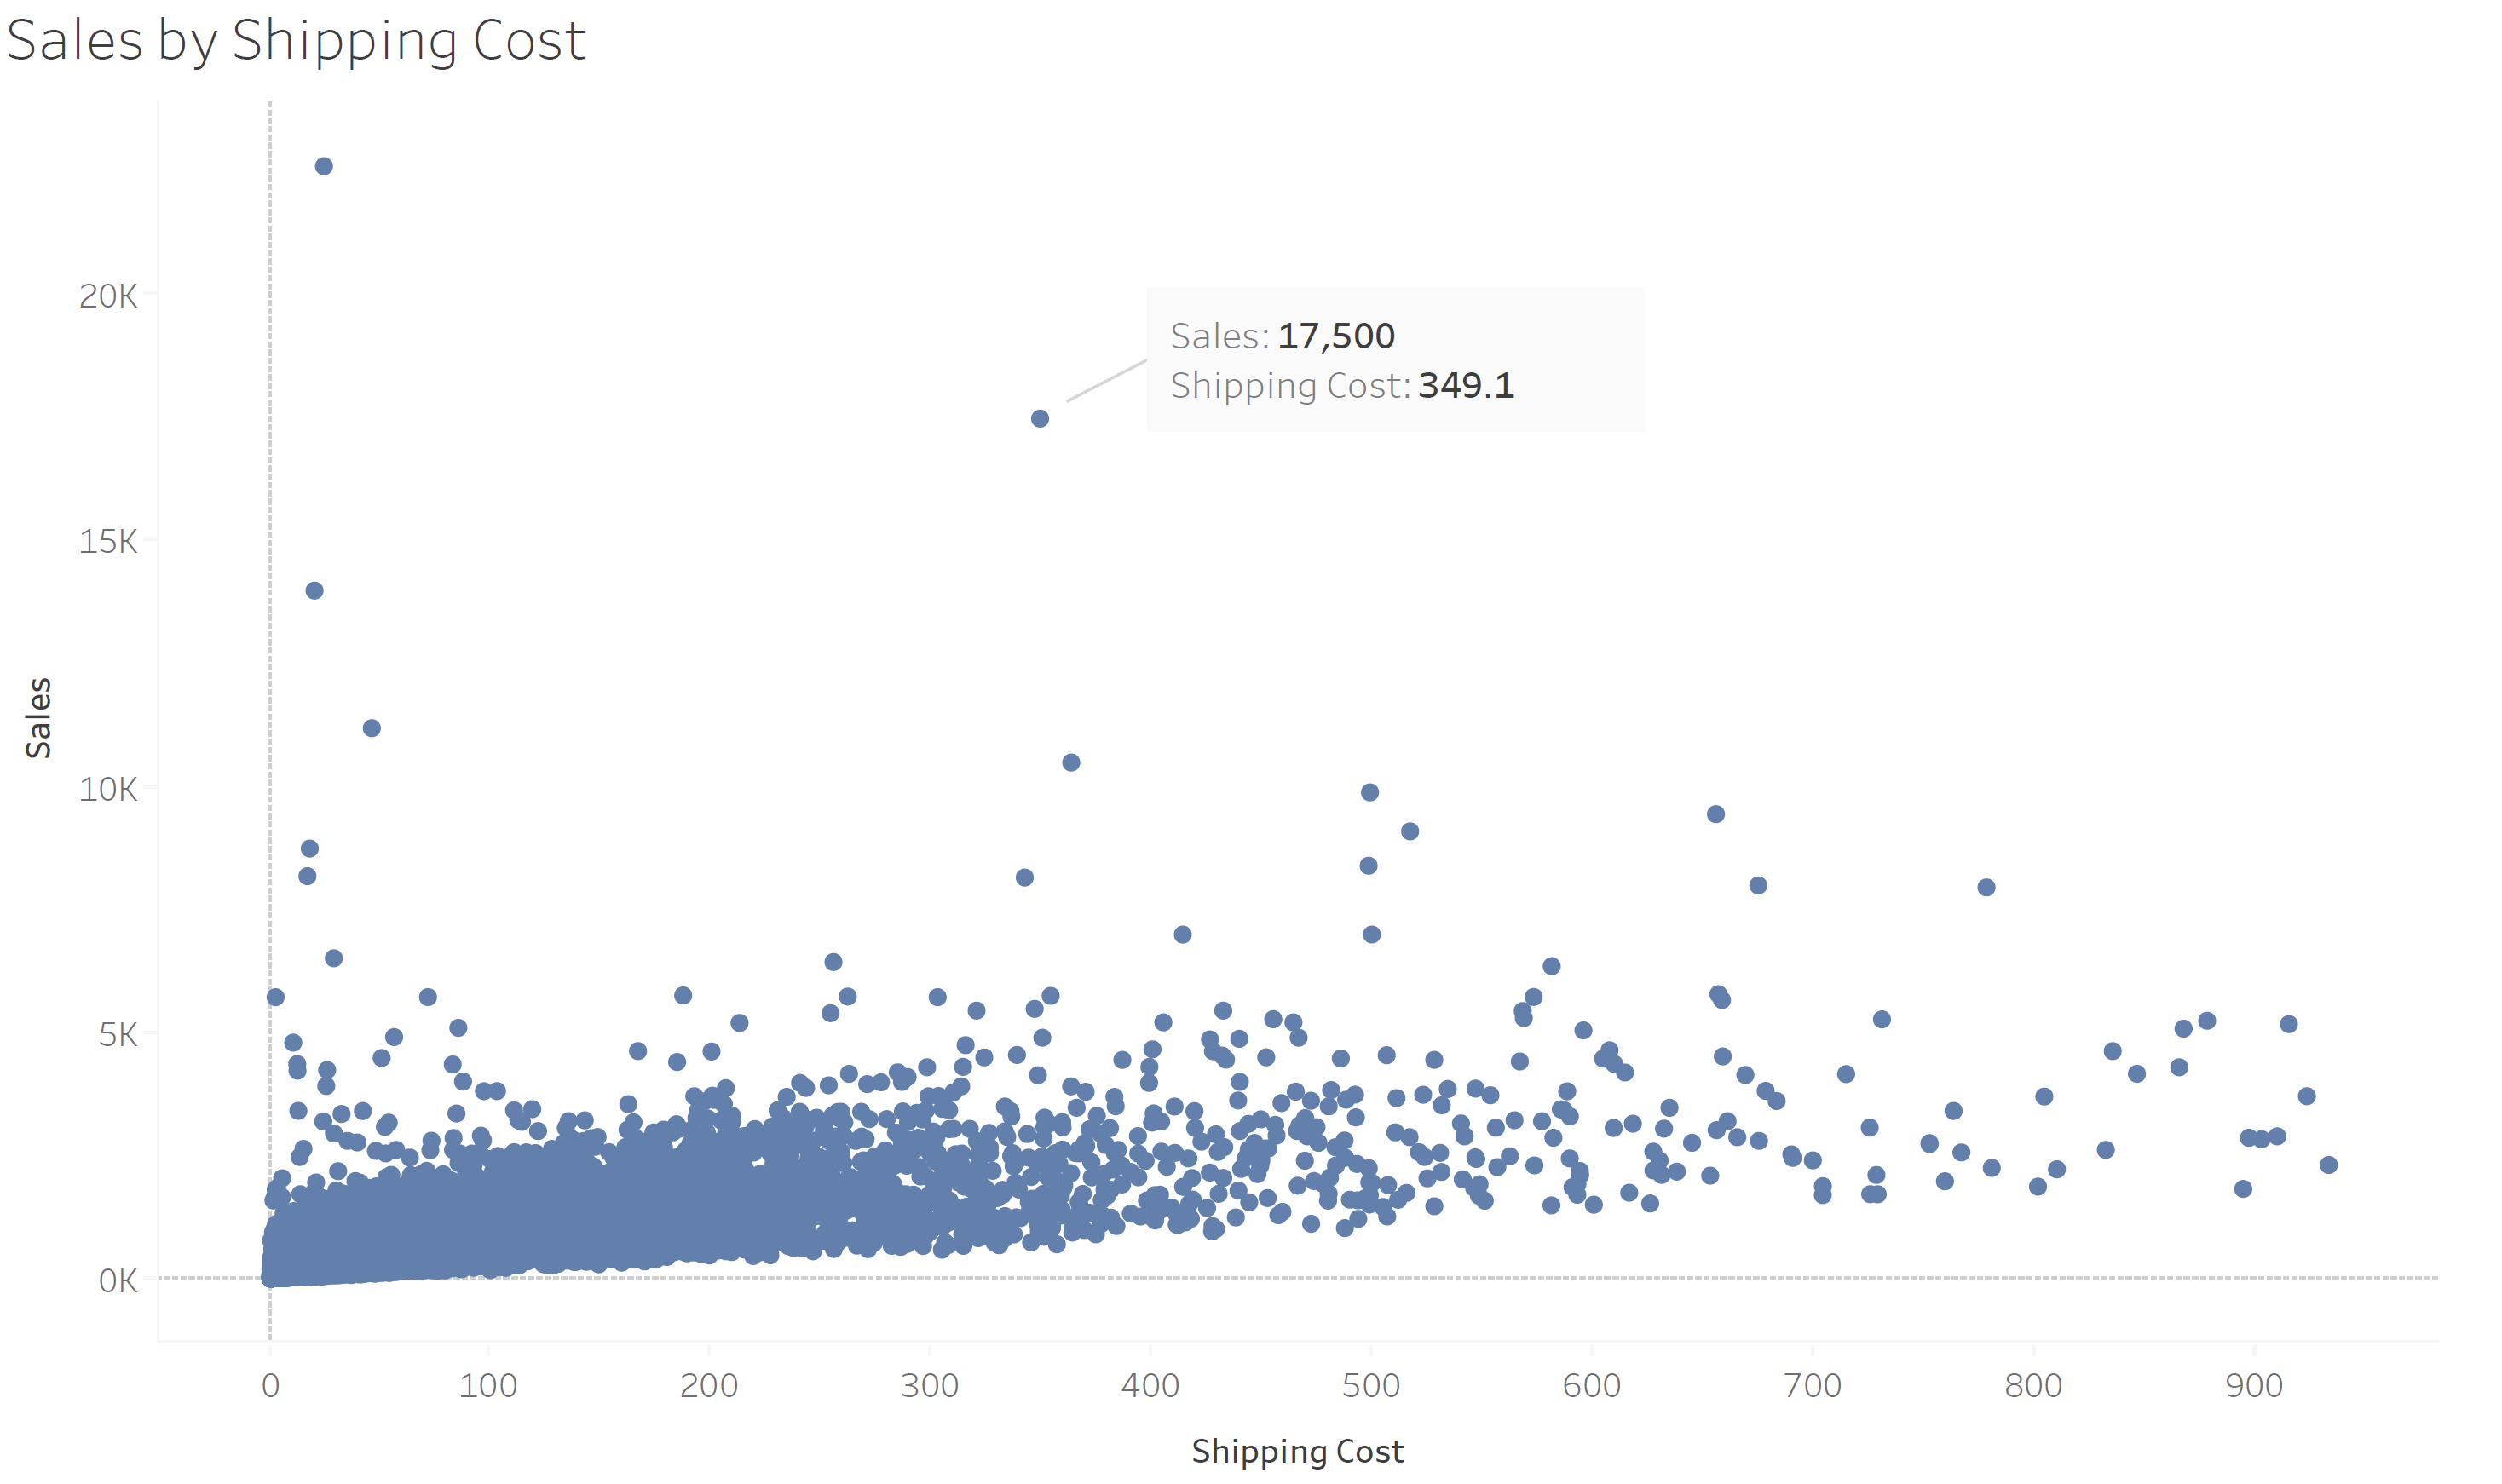 Sales by Shipping Cost
20K
Sales: 17,500
Shipping Cost: 349.1
15K
Sales
10K
5K
0K
0 100 200 300 400 500 600 700 800 900
Shipping Cost